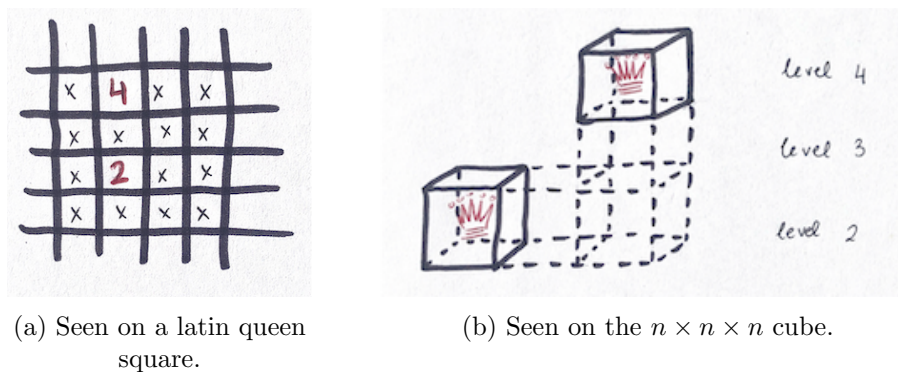 x 4 x x
x x x x
x 2 x x
x x x x
level 4
level 3
level 2
(a) Seen on a latin queen
square.
(b) Seen on the n × n × n cube.